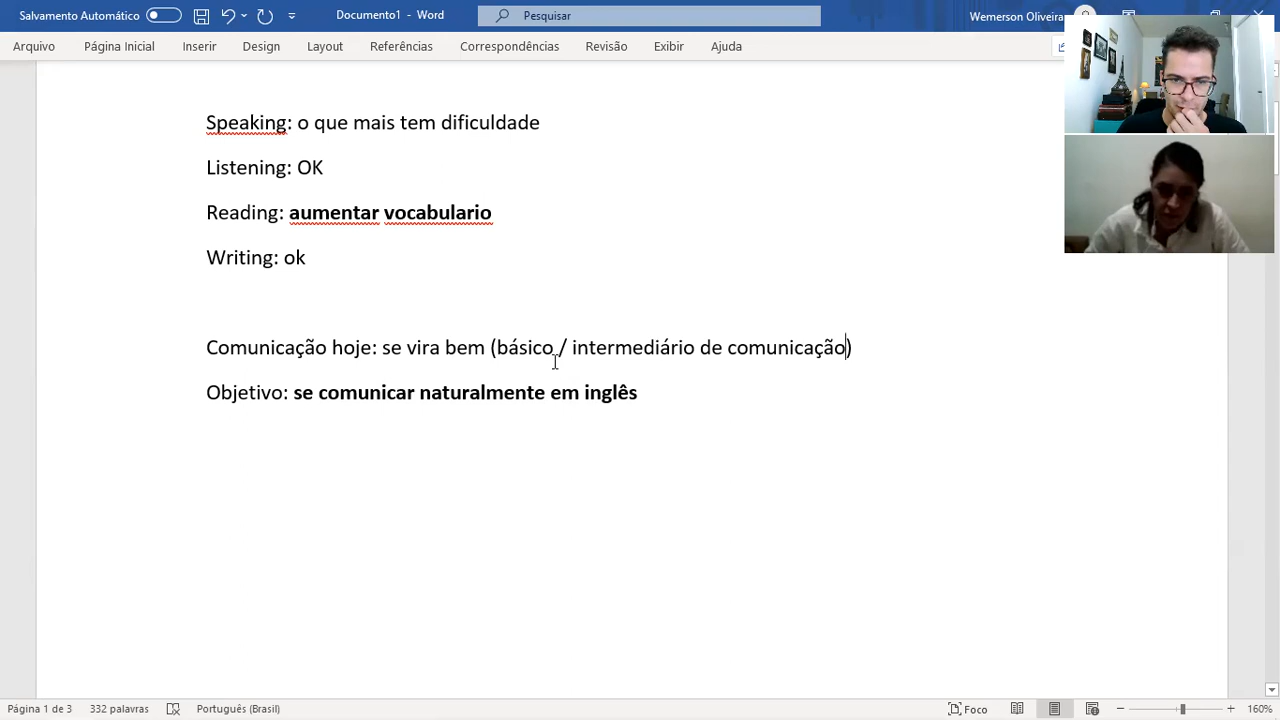 Salvamento Automático
Documento1 - Word
Pesquisar
Wemerson Oliveira
Arquivo Página Inicial Inserir Design Layout Referências Correspondências Revisão Exibir Ajuda
Speaking: o que mais tem dificuldade
Listening: OK
Reading: aumentar vocabulario
Writing: ok
Comunicação hoje: se vira bem (básico / intermediário de comunicação)
Objetivo: se comunicar naturalmente em inglês
Página 1 de 3 332 palavras Português (Brasil) Foco 160%